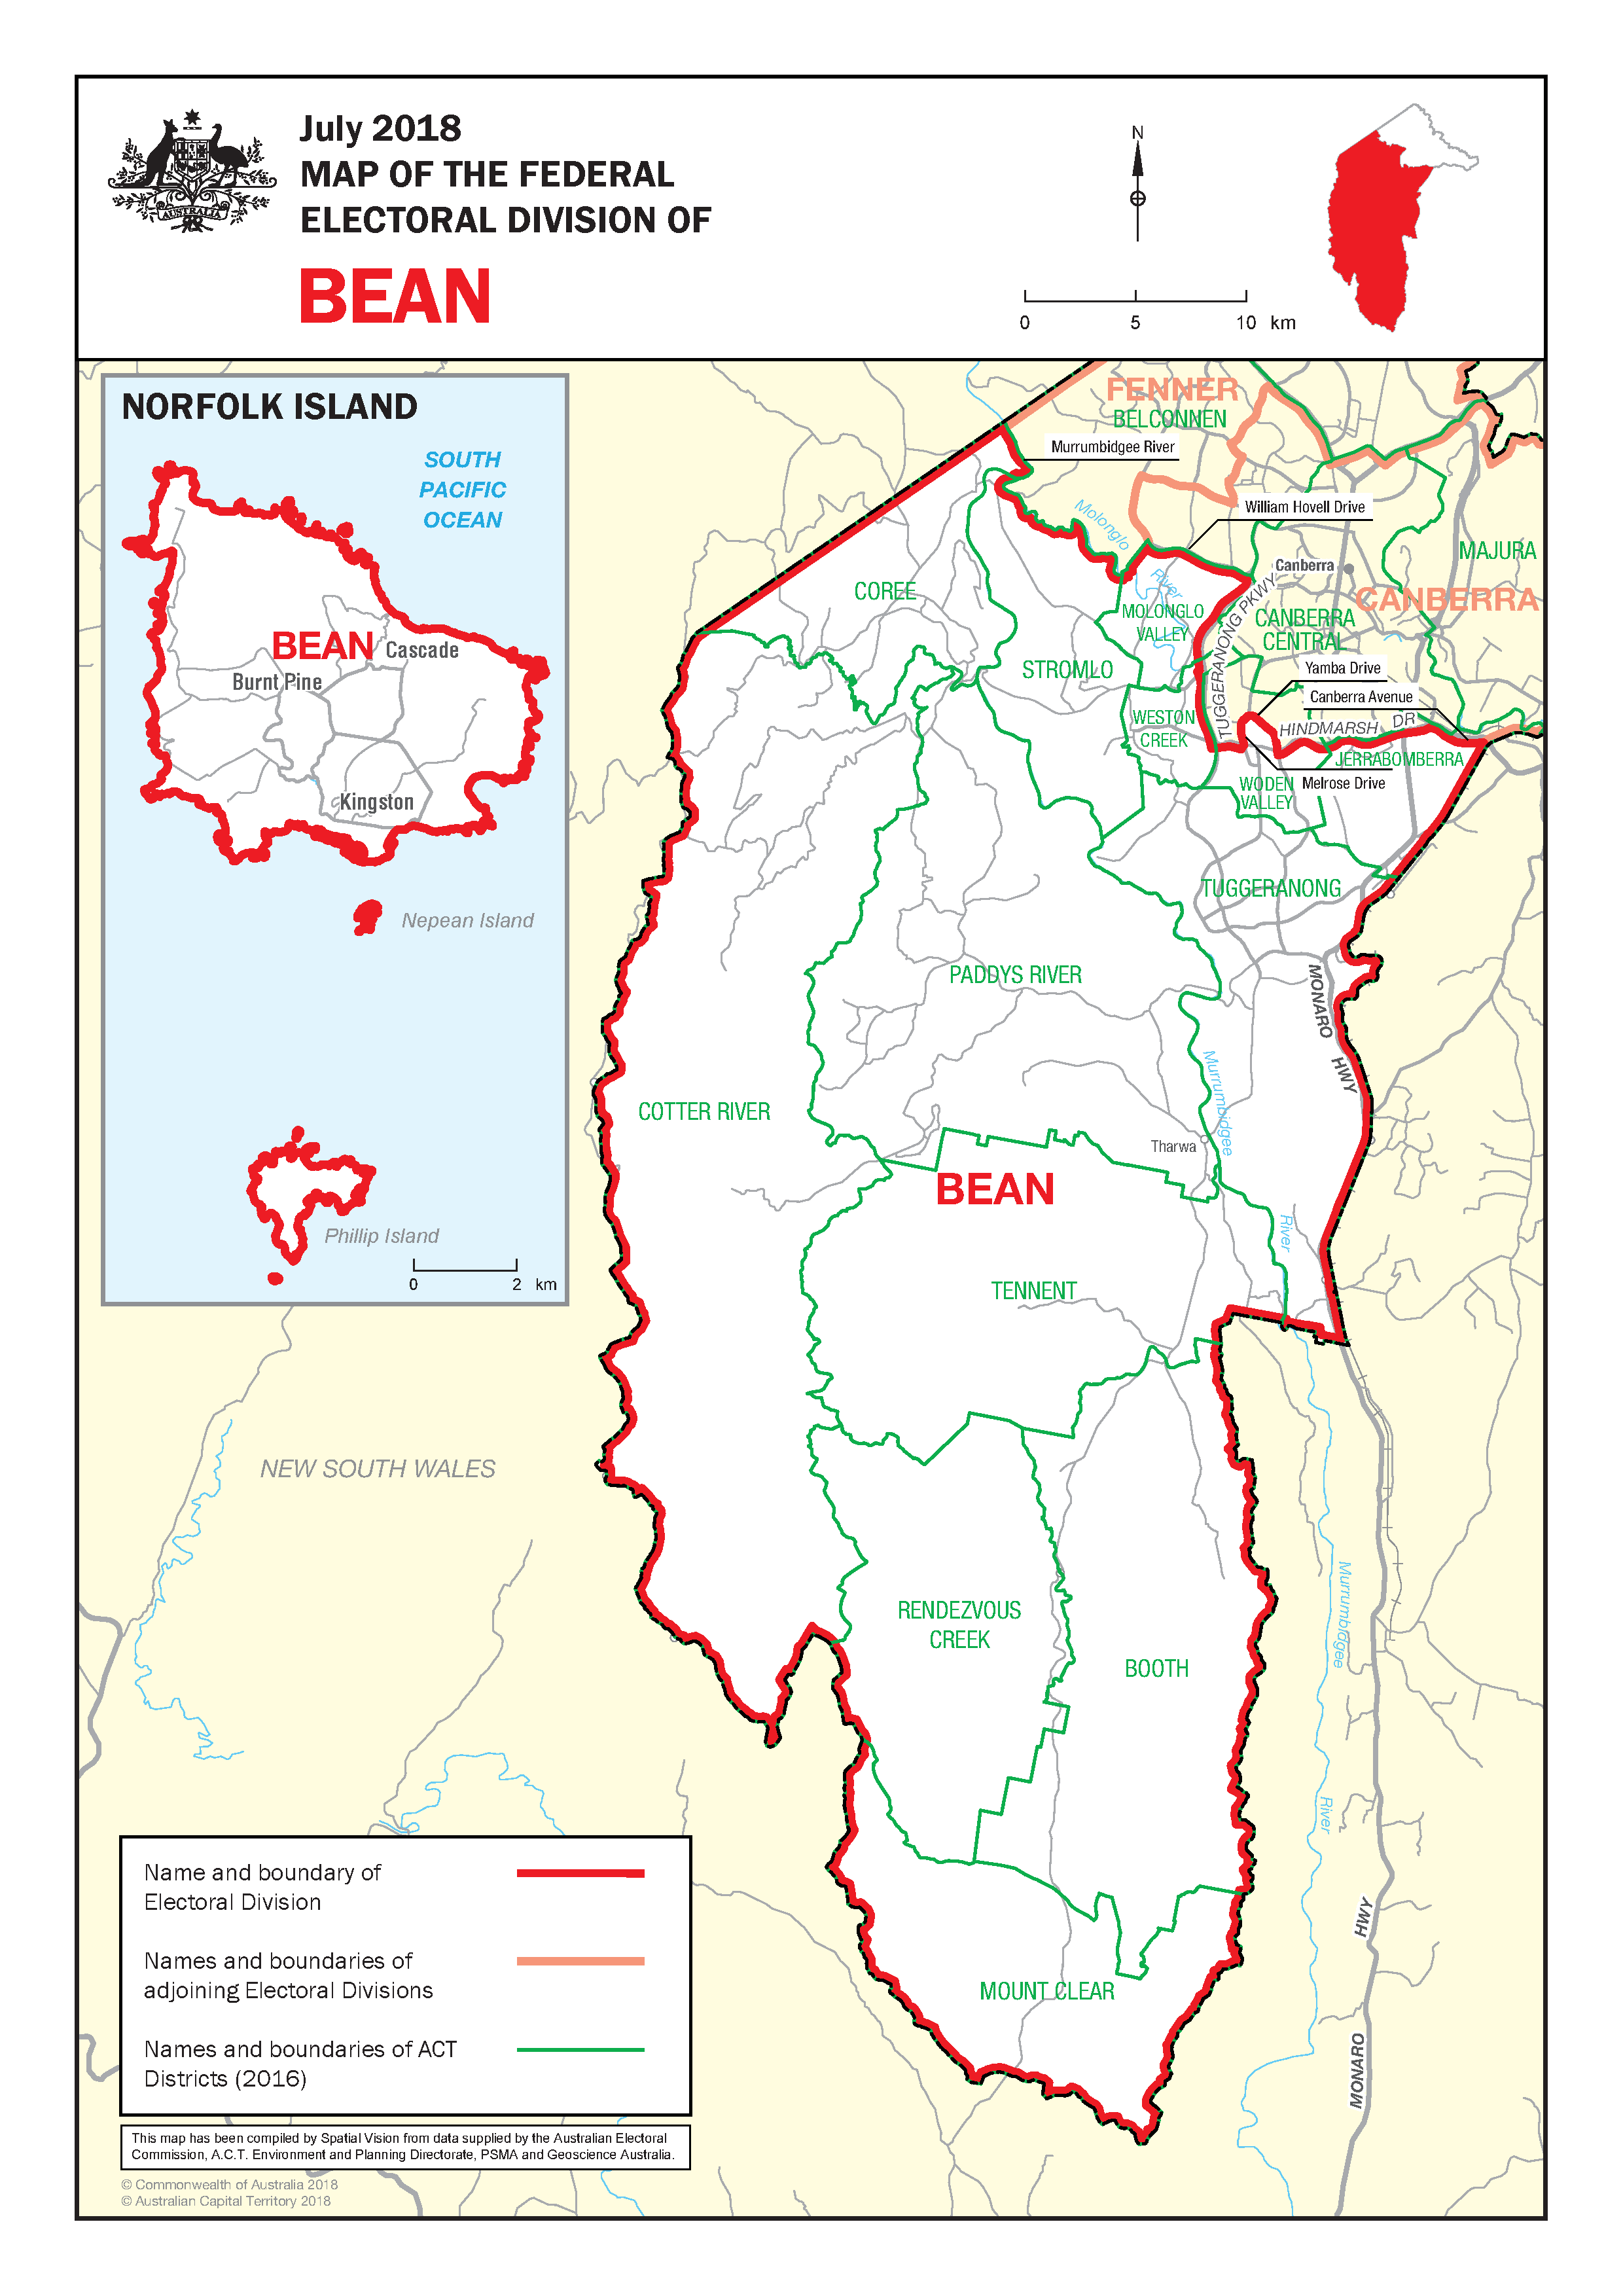 July 2018
MAP OF THE FEDERAL
ELECTORAL DIVISION OF
BEAN
AUSTRALIA
N
0 5 10 km
NORFOLK ISLAND
SOUTH
PACIFIC
OCEAN
BEAN
Cascade
Burnt Pine
Kingston
Nepean Island
Phillip Island
0 2 km
FENNER
BELCONNEN
Murrumbidgee River
Molonglo
River
William Hovell Drive
MAJURA
Canberra
CANBERRA
COREE
MOLONGLO
VALLEY
TUGGERANONG PKWY
CANBERRA
CENTRAL
STROMLO
Yamba Drive
Canberra Avenue
WESTON
CREEK
HINDMARSH DR
JERRABOMBERRA
WODEN
VALLEY
Melrose Drive
TUGGERANONG
PADDYS RIVER
MONARO
HWY
Murrumbidgee
COTTER RIVER
Tharwa
BEAN
River
TENNENT
NEW SOUTH WALES
RENDEZVOUS
CREEK
BOOTH
Murrumbidgee
River
HWY
MOUNT CLEAR
MONARO
Name and boundary of
Electoral Division
Names and boundaries of
adjoining Electoral Divisions
Names and boundaries of ACT
Districts (2016)
This map has been compiled by Spatial Vision from data supplied by the Australian Electoral
Commission, A.C.T. Environment and Planning Directorate, PSMA and Geoscience Australia.
© Commonwealth of Australia 2018
© Australian Capital Territory 2018